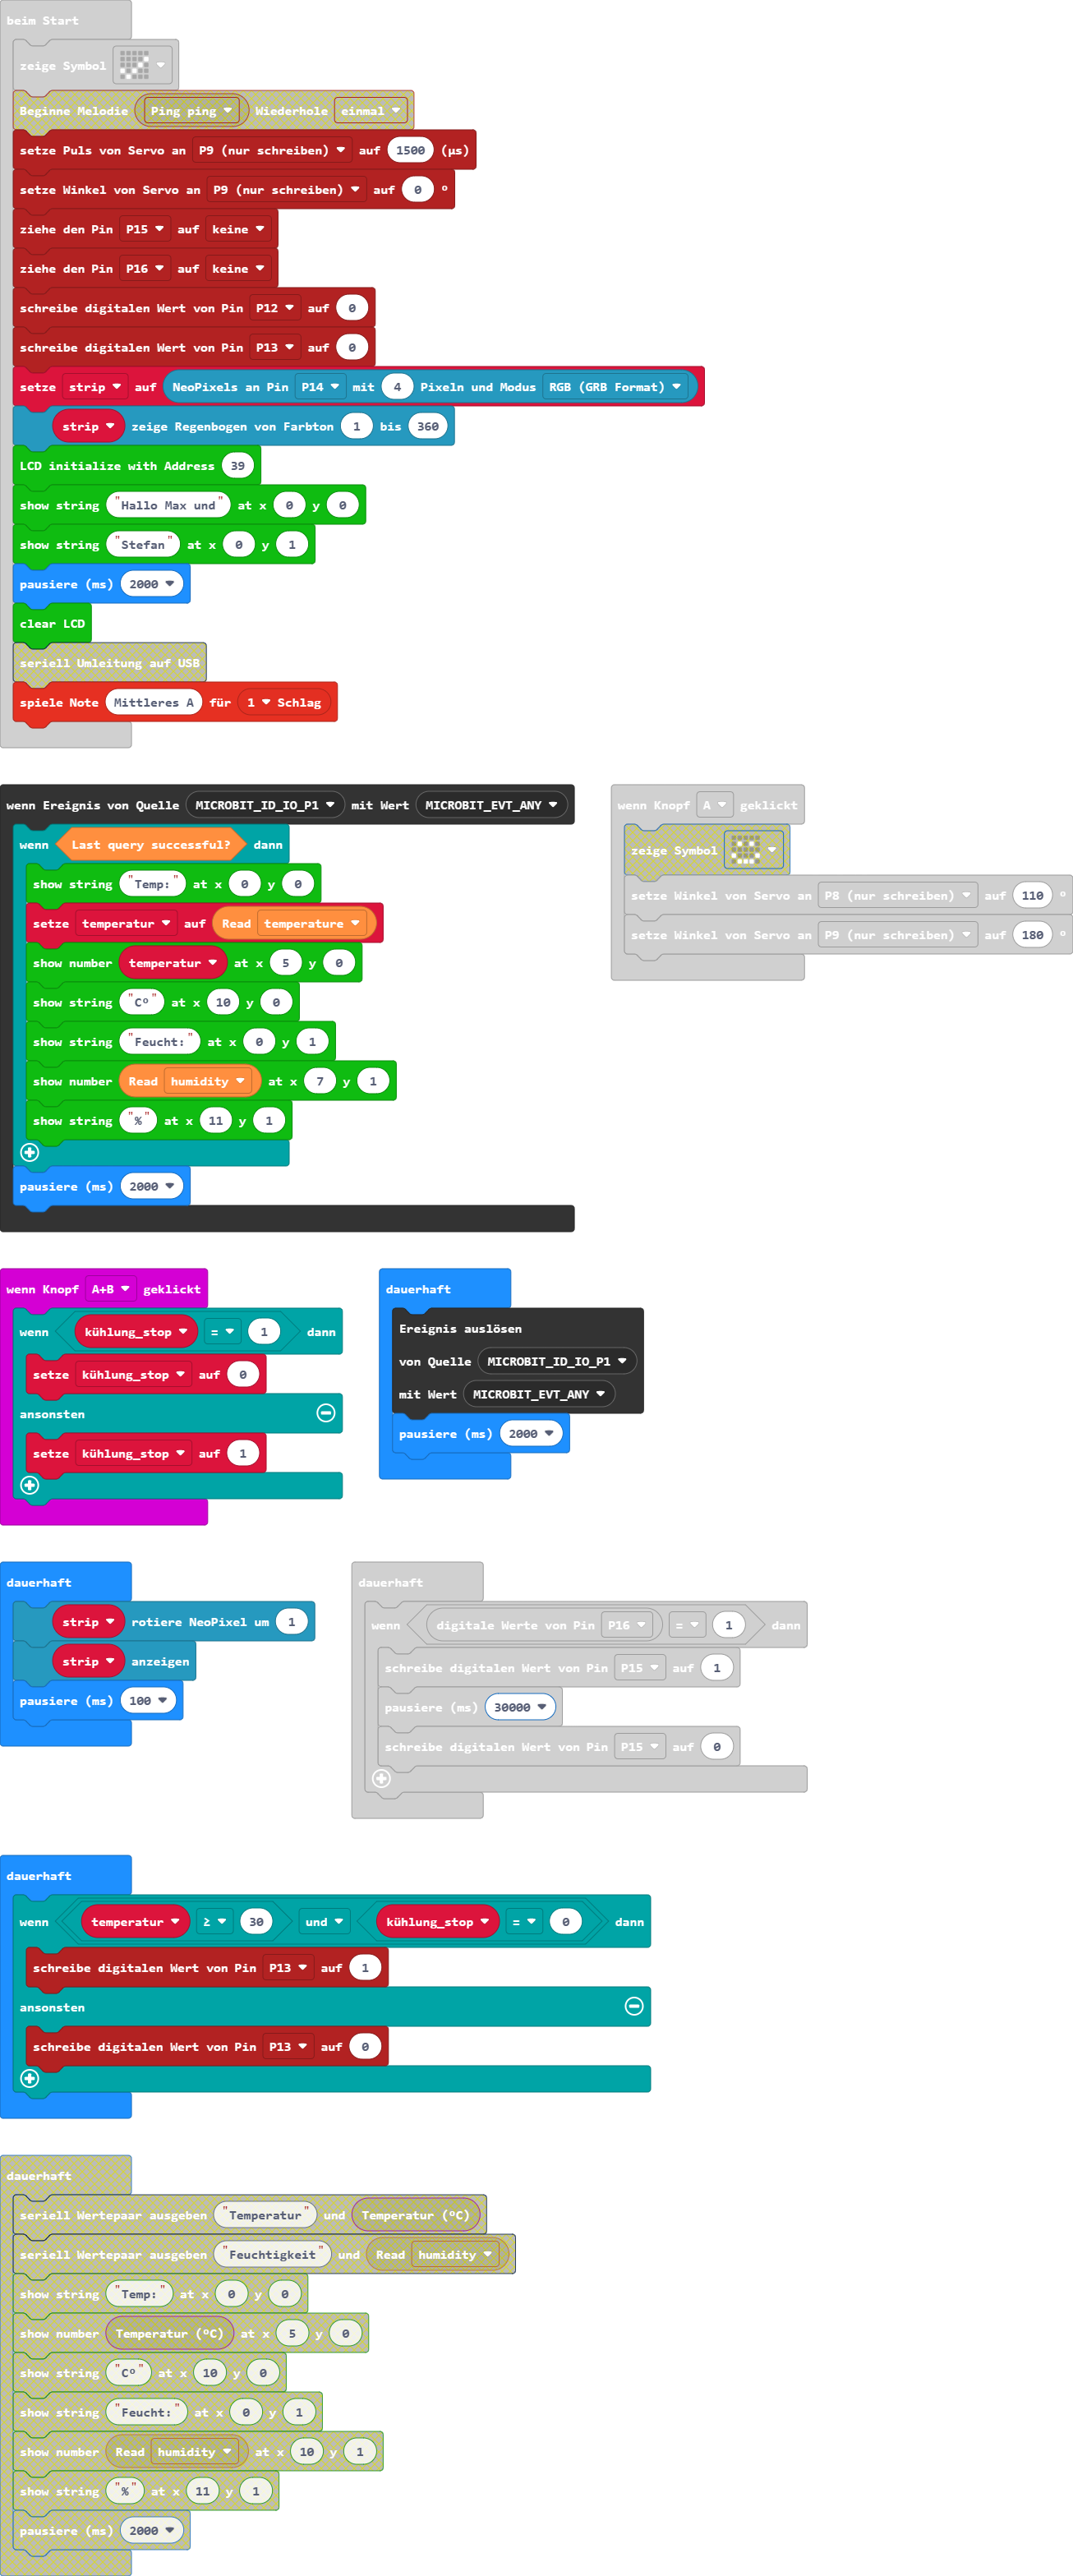 beim Start
zeige Symbol
Beginne Melodie Ping ping Wiederhole einmal
setze Puls von Servo an P9 (nur schreiben) auf 1500 (µs)
setze Winkel von Servo an P9 (nur schreiben) auf 0 °
ziehe den Pin P15 auf keine
ziehe den Pin P16 auf keine
schreibe digitalen Wert von Pin P12 auf 0
schreibe digitalen Wert von Pin P13 auf 0
setze strip auf NeoPixels an Pin P14 mit 4 Pixeln und Modus RGB (GRB Format)
strip zeige Regenbogen von Farbton 1 bis 360
LCD initialize with Address 39
show string "Hallo Max und" at x 0 y 0
show string "Stefan" at x 0 y 1
pausiere (ms) 2000
clear LCD
seriell Umleitung auf USB
spiele Note Mittleres A für 1 Schlag
wenn Ereignis von Quelle MICROBIT_ID_IO_P1 mit Wert MICROBIT_EVT_ANY
wenn Last query successful? dann
show string "Temp:" at x 0 y 0
setze temperatur auf Read temperature
show number temperatur at x 5 y 0
show string "C°" at x 10 y 0
show string "Feucht:" at x 0 y 1
show number Read humidity at x 7 y 1
show string "%" at x 11 y 1
pausiere (ms) 2000
wenn Knopf A geklickt
zeige Symbol
setze Winkel von Servo an P8 (nur schreiben) auf 110 °
setze Winkel von Servo an P9 (nur schreiben) auf 180 °
wenn Knopf A+B geklickt
wenn kühlung_stop = 1 dann
setze kühlung_stop auf 0
ansonsten
setze kühlung_stop auf 1
dauerhaft
Ereignis auslösen
von Quelle MICROBIT_ID_IO_P1
mit Wert MICROBIT_EVT_ANY
pausiere (ms) 2000
dauerhaft
strip rotiere NeoPixel um 1
strip anzeigen
pausiere (ms) 100
dauerhaft
wenn digitale Werte von Pin P16 = 1 dann
schreibe digitalen Wert von Pin P15 auf 1
pausiere (ms) 30000
schreibe digitalen Wert von Pin P15 auf 0
dauerhaft
wenn temperatur ≥ 30 und kühlung_stop = 0 dann
schreibe digitalen Wert von Pin P13 auf 1
ansonsten
schreibe digitalen Wert von Pin P13 auf 0
dauerhaft
seriell Wertepaar ausgeben "Temperatur" und Temperatur (°C)
seriell Wertepaar ausgeben "Feuchtigkeit" und Read humidity
show string "Temp:" at x 0 y 0
show number Temperatur (°C) at x 5 y 0
show string "C°" at x 10 y 0
show string "Feucht:" at x 0 y 1
show number Read humidity at x 10 y 1
show string "%" at x 11 y 1
pausiere (ms) 2000